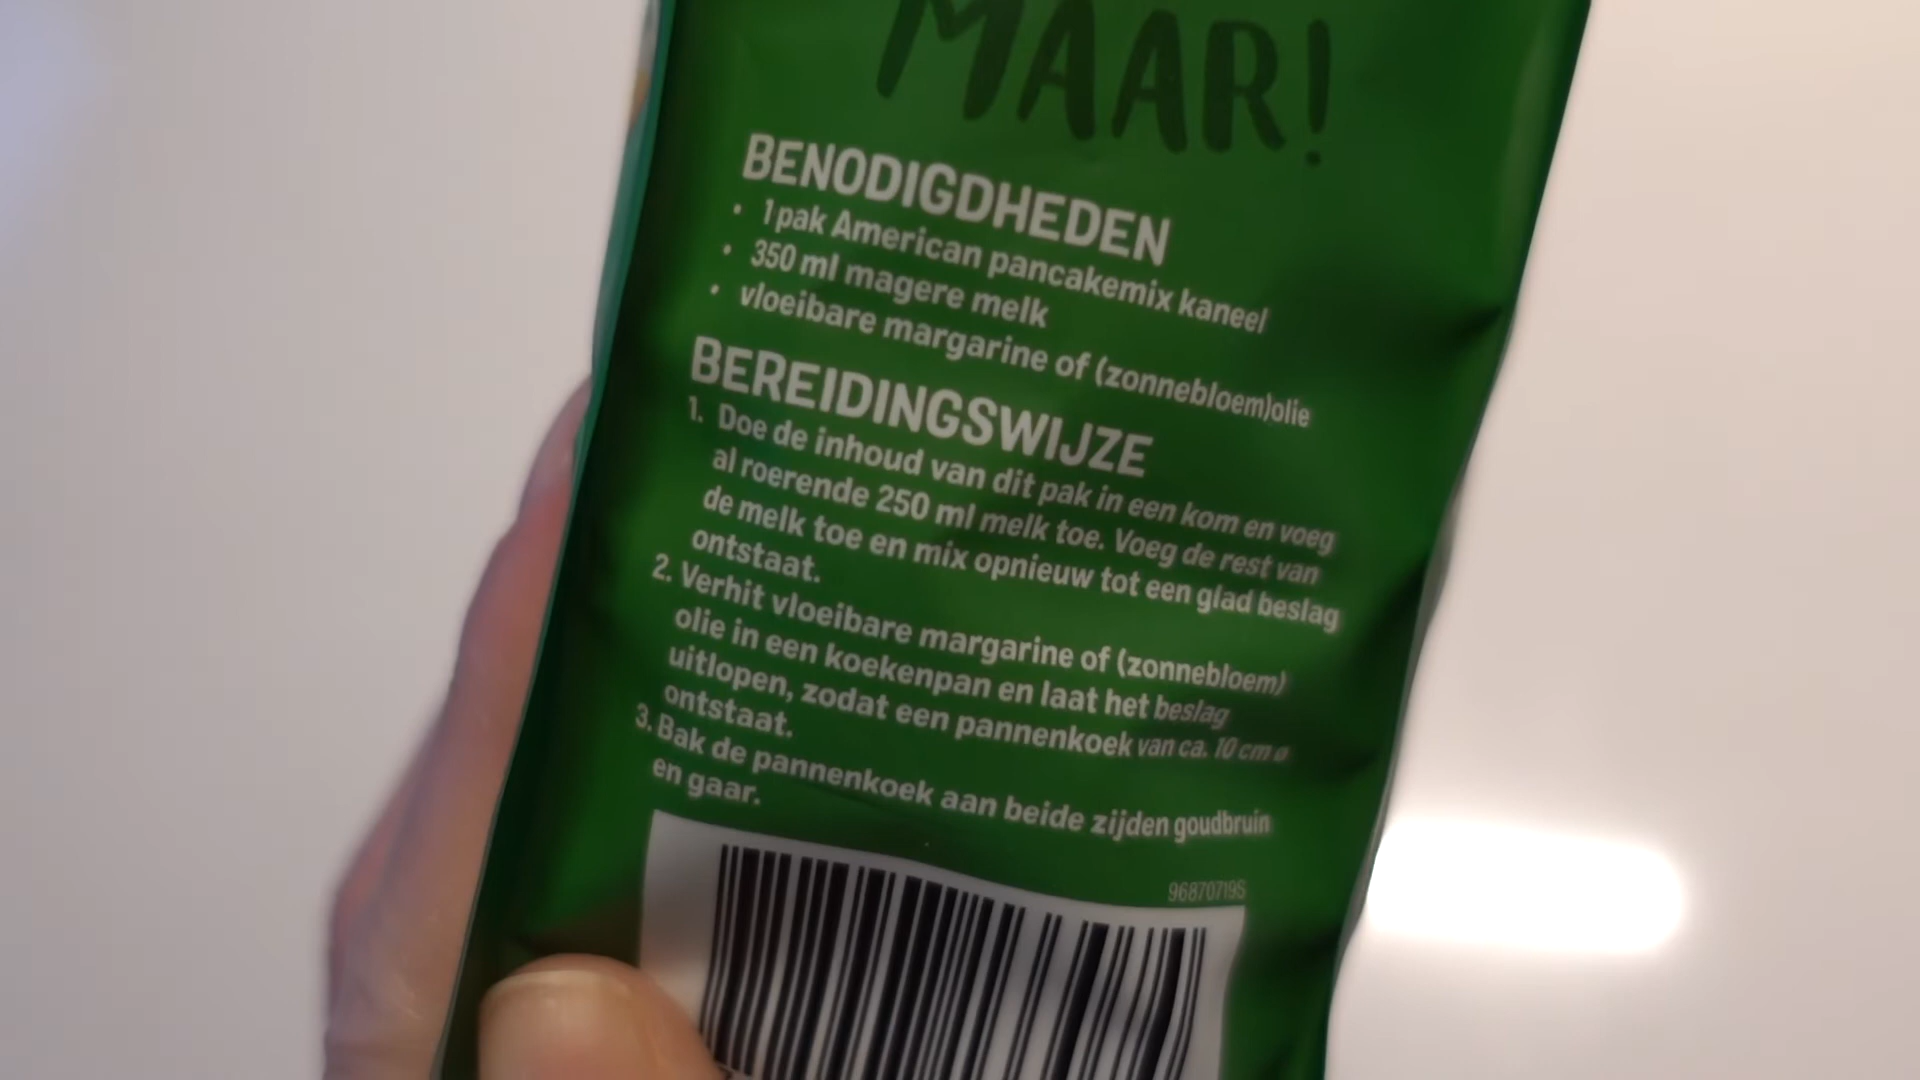 MAAR!
BENODIGDHEDEN
• 1 pak American pancakemix kaneel
• 350 ml magere melk
• vloeibare margarine of (zonnebloem)olie
BEREIDINGSWIJZE
1. Doe de inhoud van dit pak in een kom en voeg
al roerende 250 ml melk toe. Voeg de rest van
de melk toe en mix opnieuw tot een glad beslag
ontstaat.
2. Verhit vloeibare margarine of (zonnebloem)
olie in een koekenpan en laat het beslag
uitlopen, zodat een pannenkoek van ca. 10 cm ø
ontstaat.
3. Bak de pannenkoek aan beide zijden goudbruin
en gaar.
96870719S